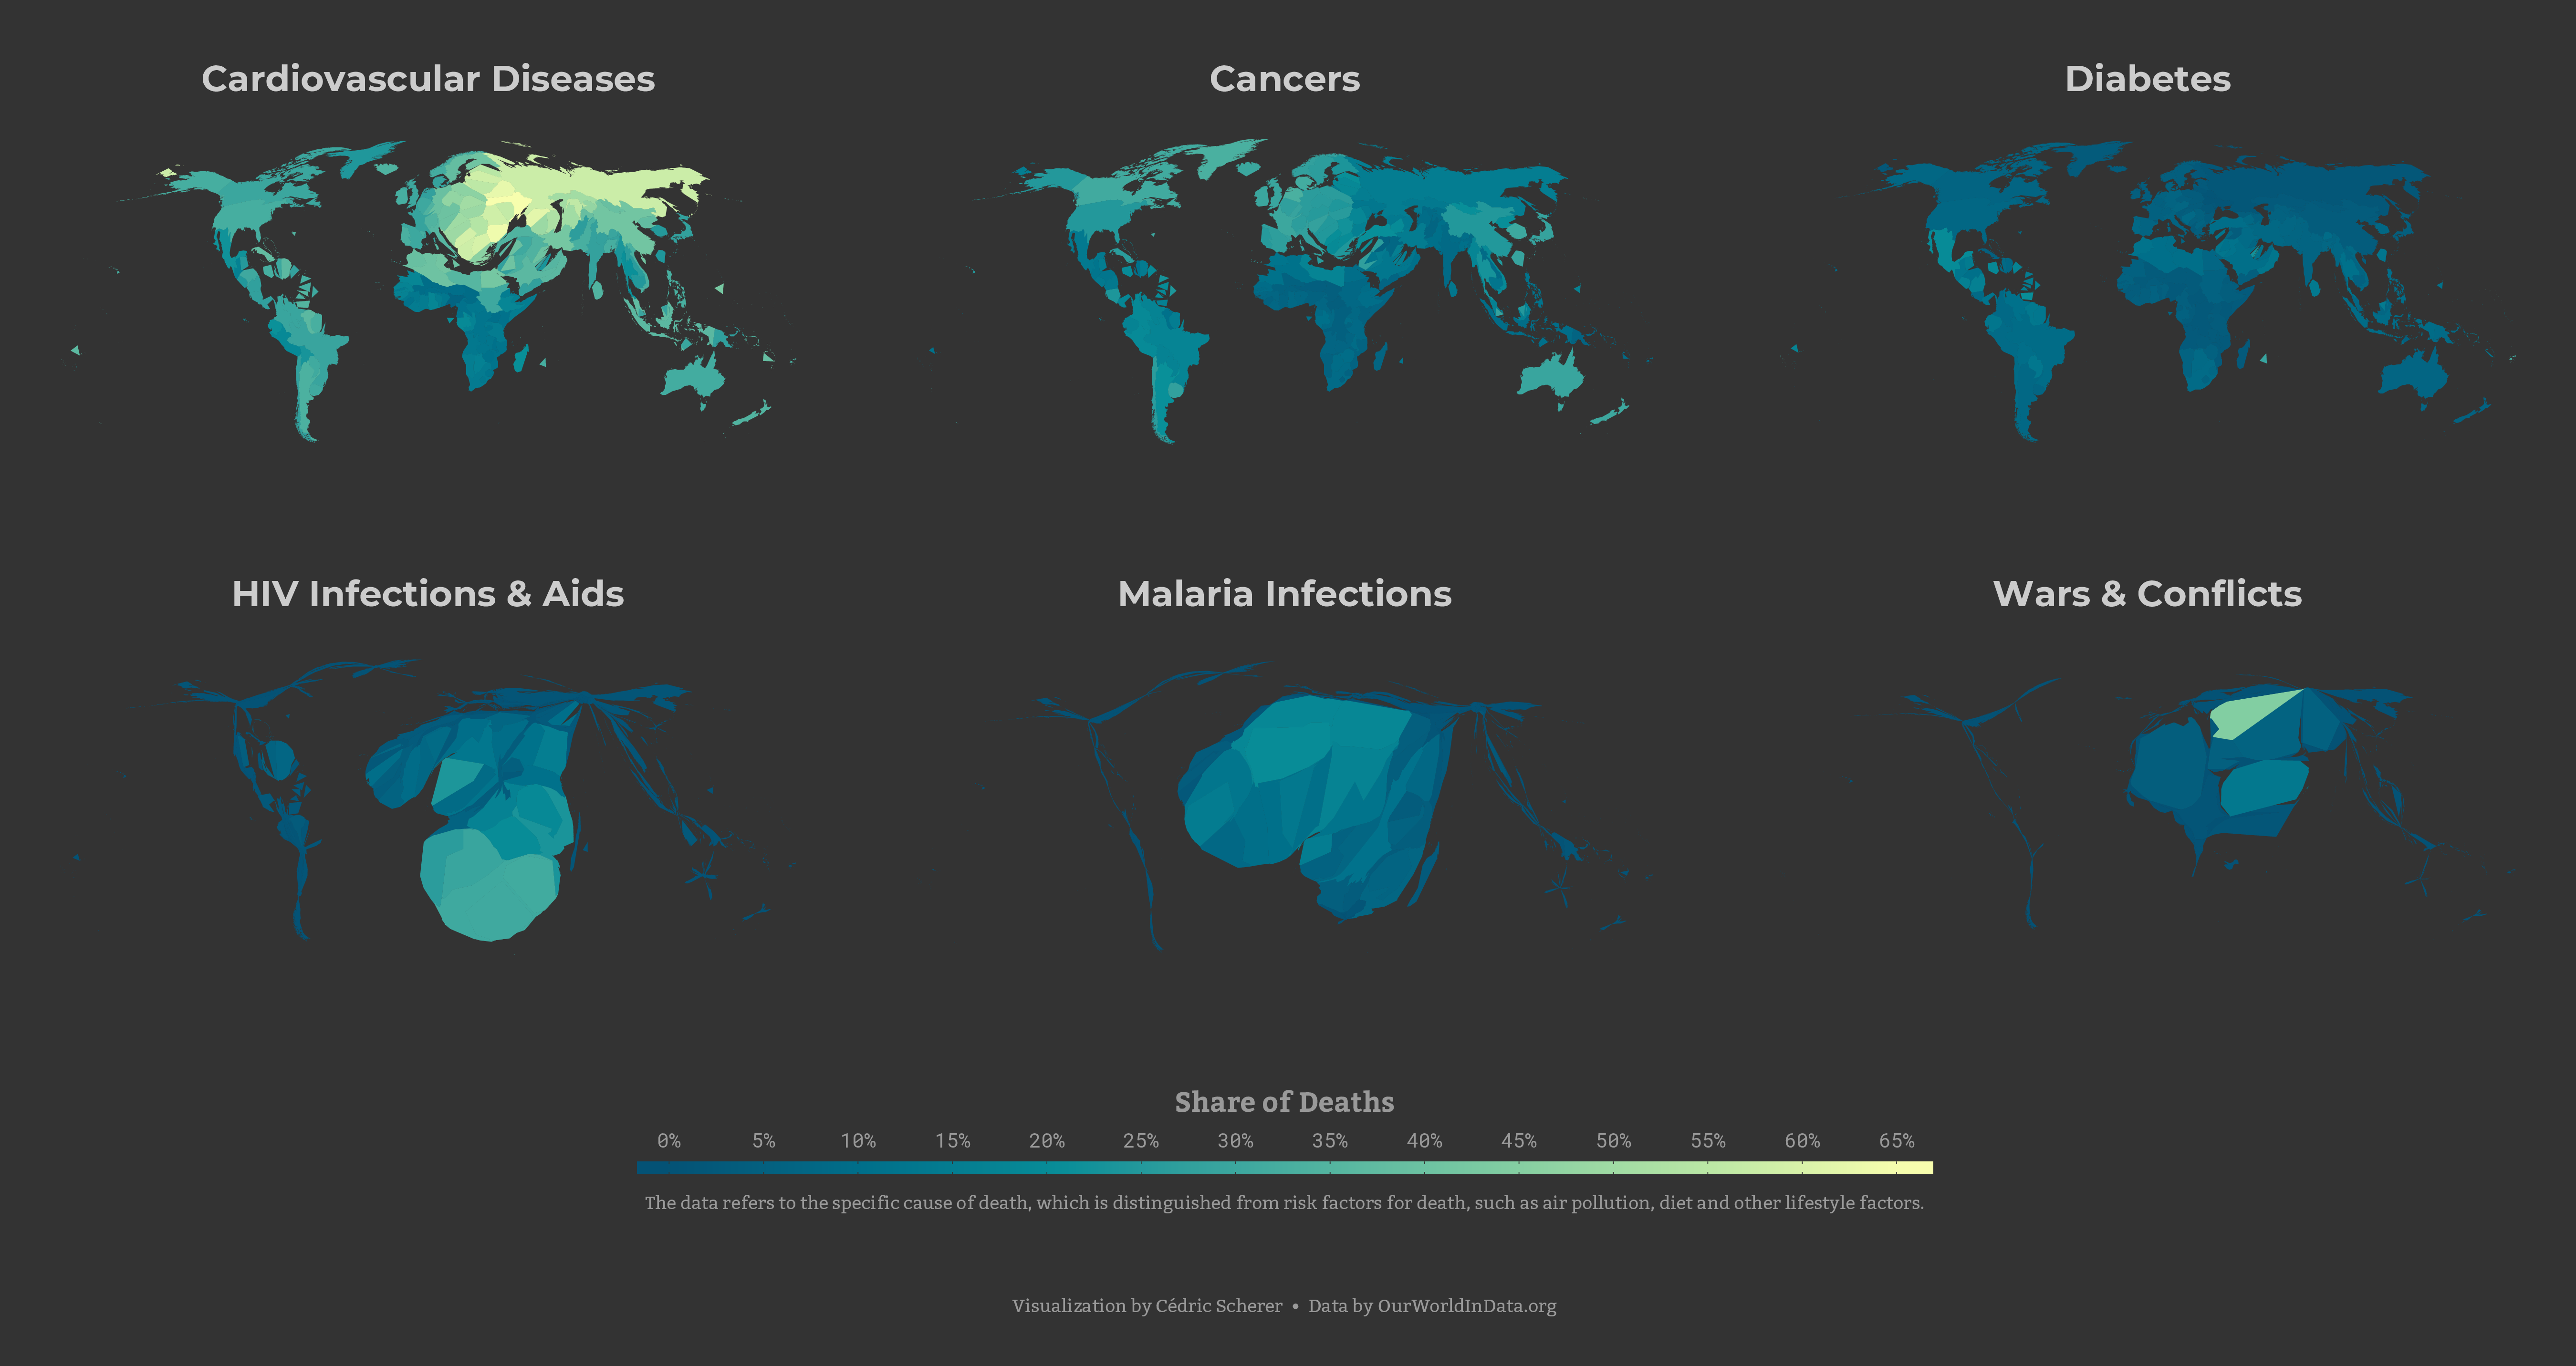 Cardiovascular Diseases
Cancers
Diabetes
HIV Infections & Aids
Malaria Infections
Wars & Conflicts
Share of Deaths
0% 5% 10% 15% 20% 25% 30% 35% 40% 45% 50% 55% 60% 65%
The data refers to the specific cause of death, which is distinguished from risk factors for death, such as air pollution, diet and other lifestyle factors.
Visualization by Cédric Scherer • Data by OurWorldInData.org